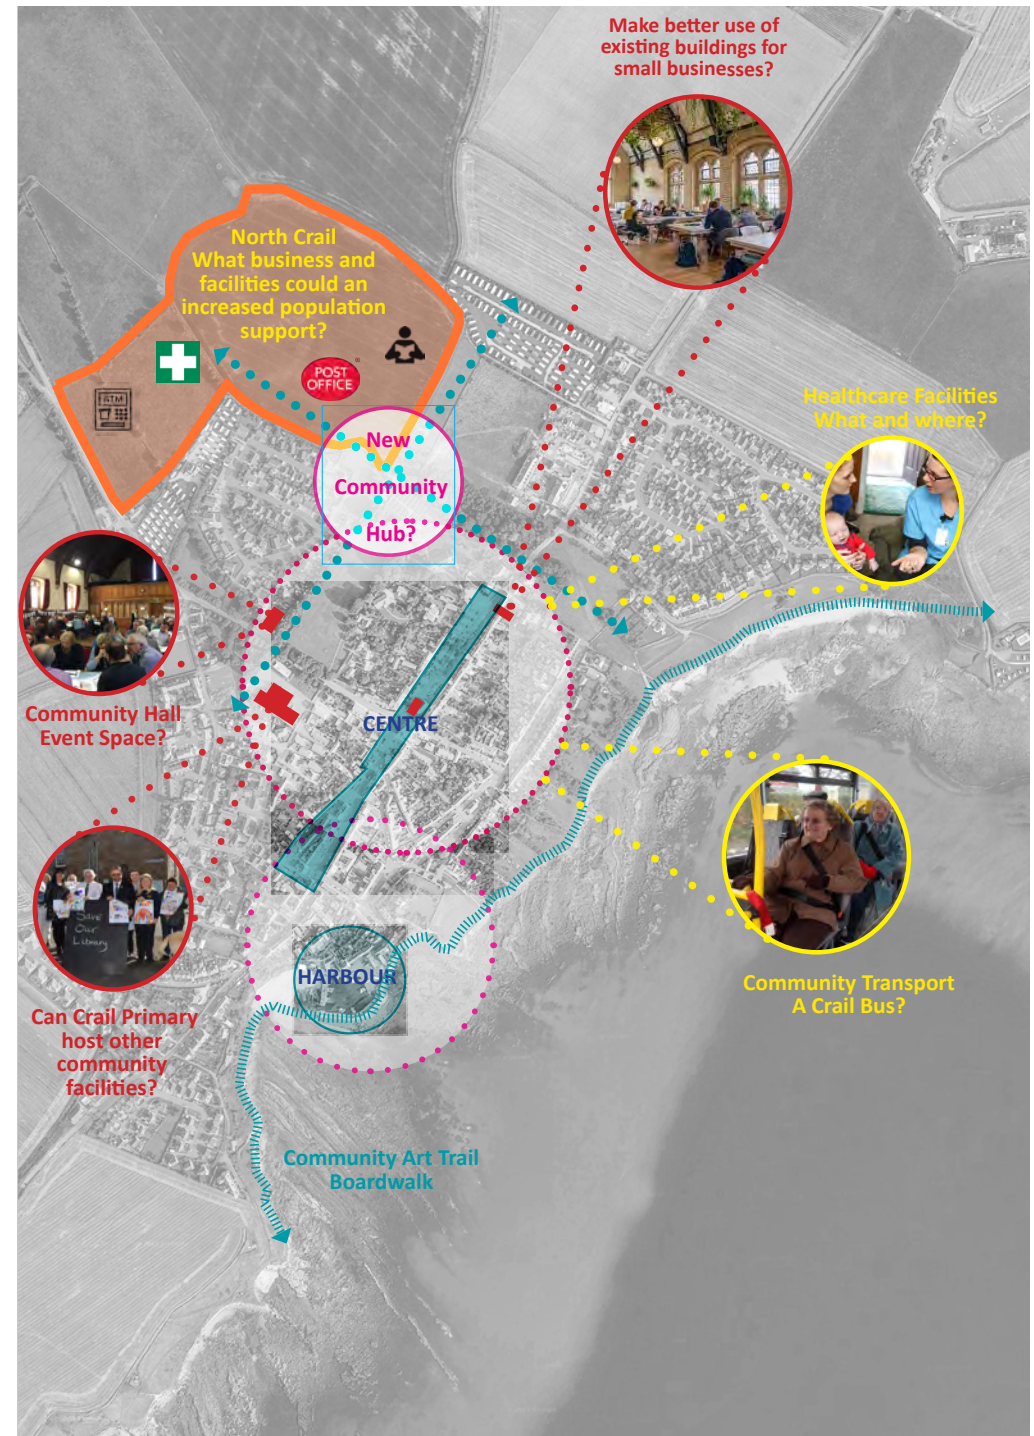 Make better use of
existing buildings for
small businesses?
North Crail
What business and
facilities could an
increased population
support?
ATM
POST
OFFICE
Healthcare Facilities
What and where?
New
Community
Hub?
Community Hall
Event Space?
CENTRE
Save
Our
Library
HARBOUR
Can Crail Primary
host other
community
facilities?
Community Transport
A Crail Bus?
Community Art Trail
Boardwalk